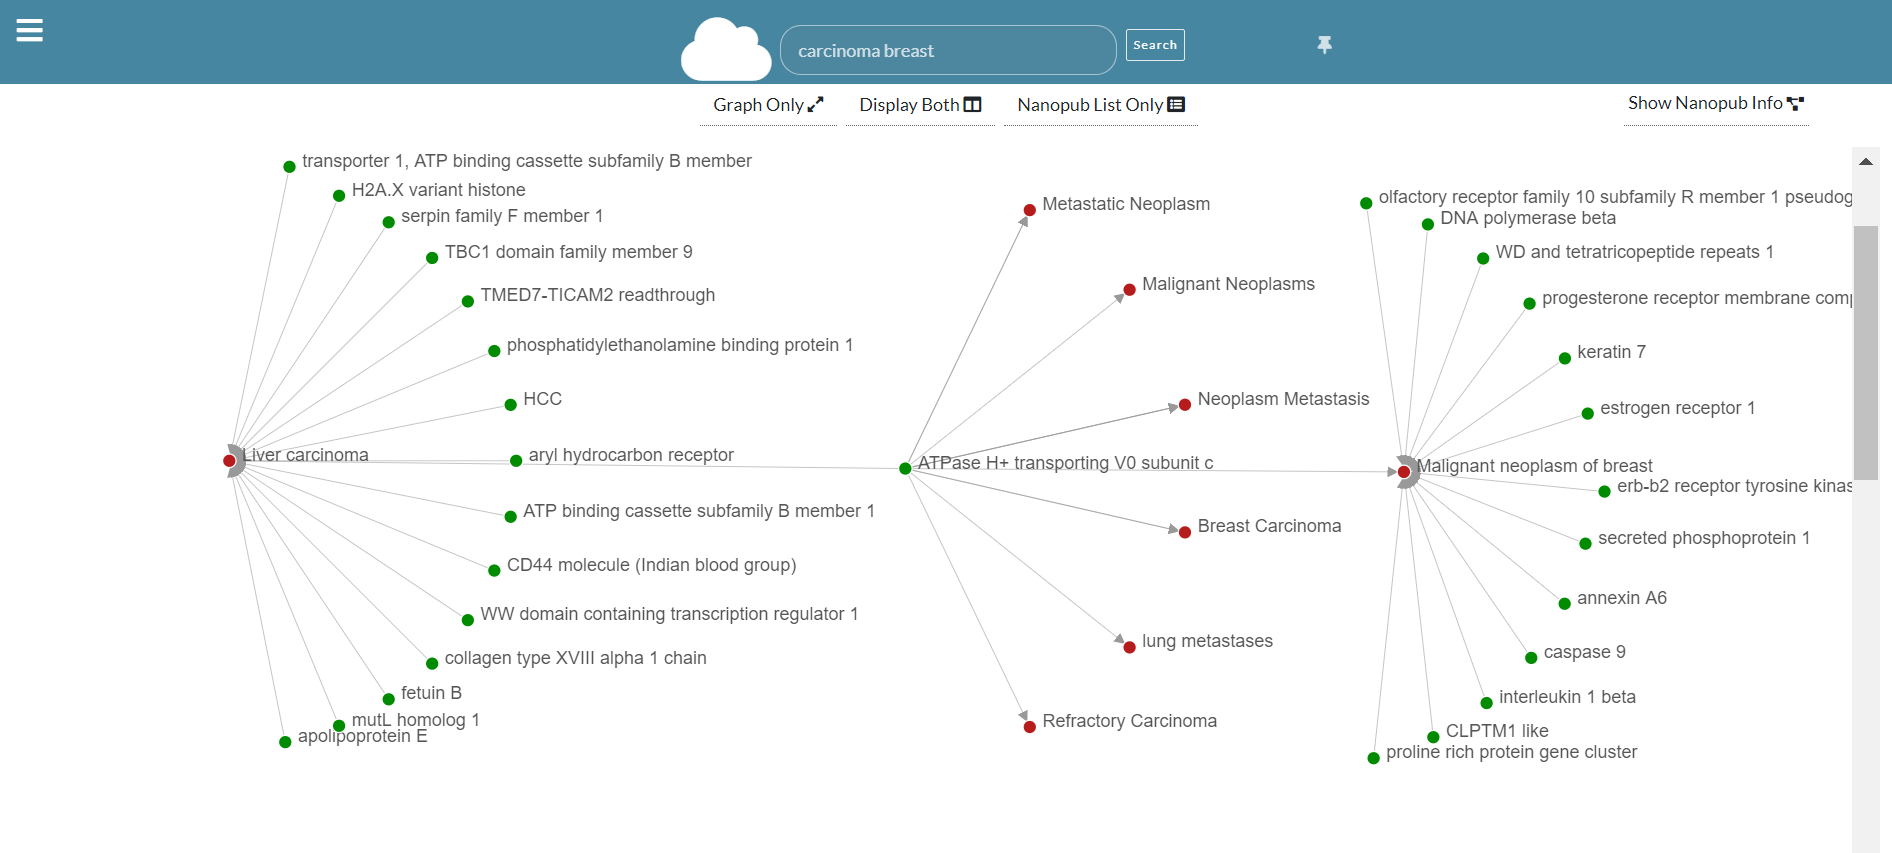 carcinoma breast
Search
Graph Only
Display Both
Nanopub List Only
Show Nanopub Info
transporter 1, ATP binding cassette subfamily B member
H2A.X variant histone
serpin family F member 1
TBC1 domain family member 9
TMED7-TICAM2 readthrough
phosphatidylethanolamine binding protein 1
HCC
Liver carcinoma
aryl hydrocarbon receptor
ATP binding cassette subfamily B member 1
CD44 molecule (Indian blood group)
WW domain containing transcription regulator 1
collagen type XVIII alpha 1 chain
fetuin B
mutL homolog 1
apolipoprotein E
Metastatic Neoplasm
Malignant Neoplasms
Neoplasm Metastasis
ATPase H+ transporting V0 subunit c
Breast Carcinoma
lung metastases
Refractory Carcinoma
olfactory receptor family 10 subfamily R member 1 pseudog
DNA polymerase beta
WD and tetratricopeptide repeats 1
progesterone receptor membrane com
keratin 7
estrogen receptor 1
Malignant neoplasm of breast
erb-b2 receptor tyrosine kinas
secreted phosphoprotein 1
annexin A6
caspase 9
interleukin 1 beta
CLPTM1 like
proline rich protein gene cluster